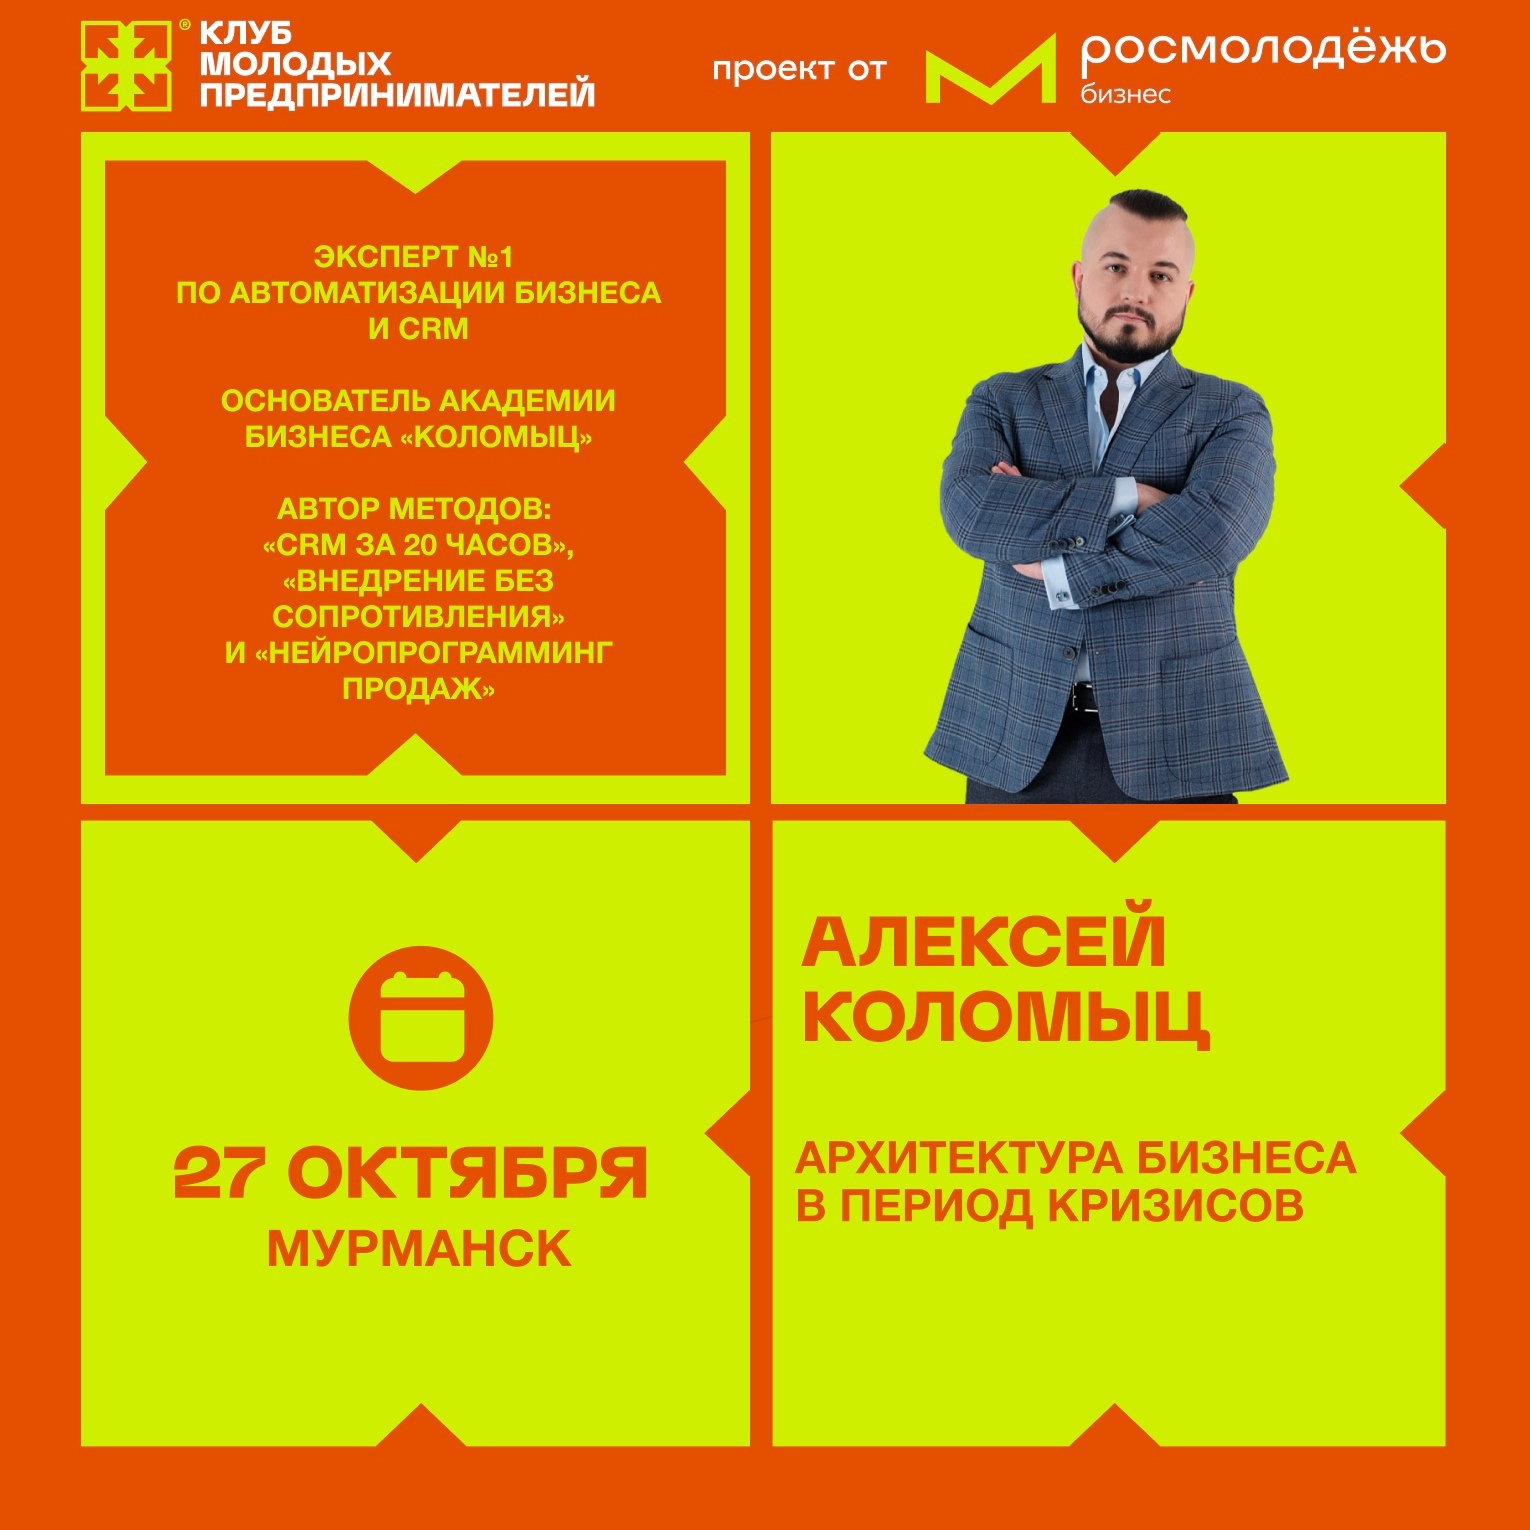 ® КЛУБ
МОЛОДЫХ
ПРЕДПРИНИМАТЕЛЕЙ
проект от
росмолодёжь
бизнес
ЭКСПЕРТ №1
ПО АВТОМАТИЗАЦИИ БИЗНЕСА
И CRM
ОСНОВАТЕЛЬ АКАДЕМИИ
БИЗНЕСА «КОЛОМЫЦ»
АВТОР МЕТОДОВ:
«CRM ЗА 20 ЧАСОВ»,
«ВНЕДРЕНИЕ БЕЗ
СОПРОТИВЛЕНИЯ»
И «НЕЙРОПРОГРАММИНГ
ПРОДАЖ»
27 ОКТЯБРЯ
МУРМАНСК
АЛЕКСЕЙ
КОЛОМЫЦ
АРХИТЕКТУРА БИЗНЕСА
В ПЕРИОД КРИЗИСОВ